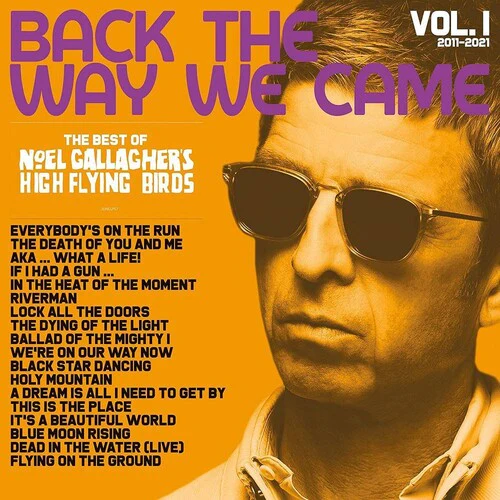 BACK THE
WAY WE CAME
VOL. I
2011-2021
THE BEST OF
NOEL GALLAGHER'S
HIGH FLYING BIRDS
EVERYBODY'S ON THE RUN
THE DEATH OF YOU AND ME
AKA ... WHAT A LIFE!
IF I HAD A GUN ...
IN THE HEAT OF THE MOMENT
RIVERMAN
LOCK ALL THE DOORS
THE DYING OF THE LIGHT
BALLAD OF THE MIGHTY I
WE'RE ON OUR WAY NOW
BLACK STAR DANCING
HOLY MOUNTAIN
A DREAM IS ALL I NEED TO GET BY
THIS IS THE PLACE
IT'S A BEAUTIFUL WORLD
BLUE MOON RISING
DEAD IN THE WATER (LIVE)
FLYING ON THE GROUND